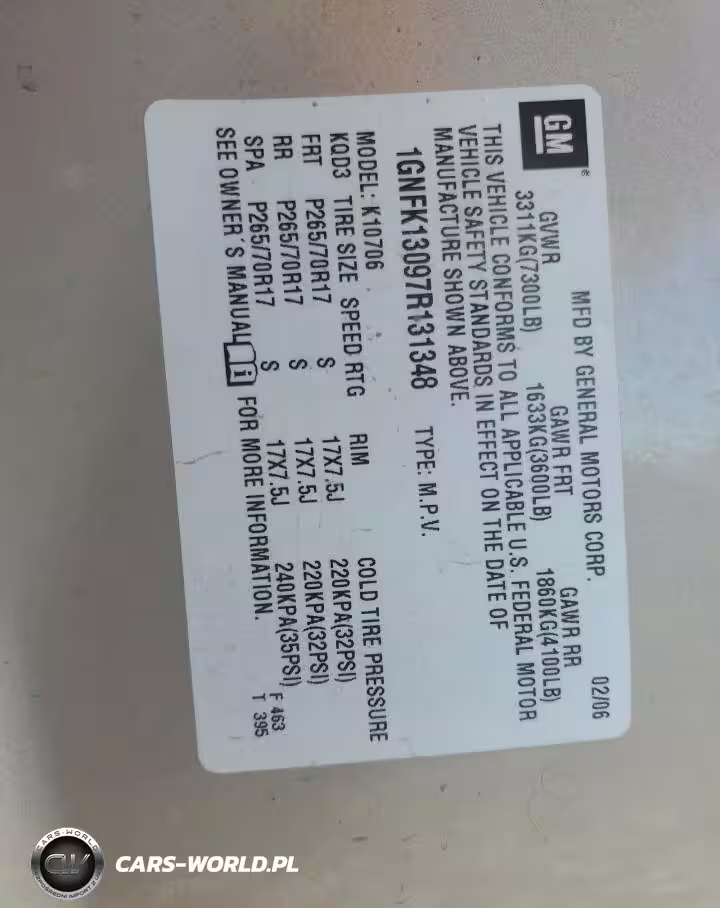 GM
MFD BY GENERAL MOTORS CORP. 02/06
GVWR GAWR FRT GAWR RR
3311KG(7300LB) 1633KG(3600LB) 1860KG(4100LB)
THIS VEHICLE CONFORMS TO ALL APPLICABLE U.S. FEDERAL MOTOR
VEHICLE SAFETY STANDARDS IN EFFECT ON THE DATE OF
MANUFACTURE SHOWN ABOVE.
1GNFK13097R131348 TYPE: M.P.V.
MODEL: K10706
KQD3 TIRE SIZE SPEED RTG RIM COLD TIRE PRESSURE
FRT P265/70R17 S 17X7.5J 220KPA(32PSI)
RR P265/70R17 S 17X7.5J 220KPA(32PSI)
SPA P265/70R17 S 17X7.5J 240KPA(35PSI)
SEE OWNER'S MANUAL i FOR MORE INFORMATION.
F 463
T 395
CARS-WORLD
CARS-WORLD.PL